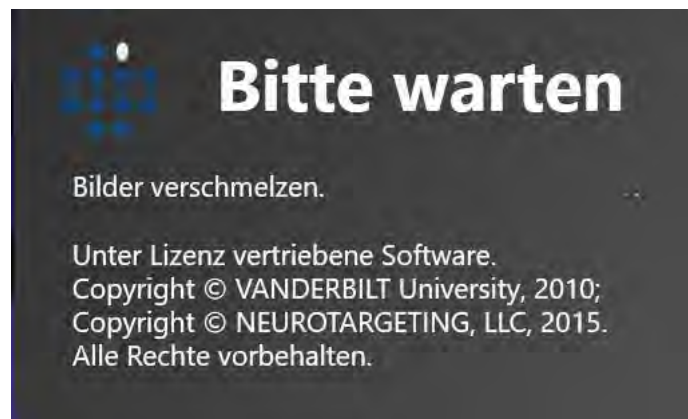 Bitte warten
Bilder verschmelzen.
Unter Lizenz vertriebene Software.
Copyright © VANDERBILT University, 2010;
Copyright © NEUROTARGETING, LLC, 2015.
Alle Rechte vorbehalten.